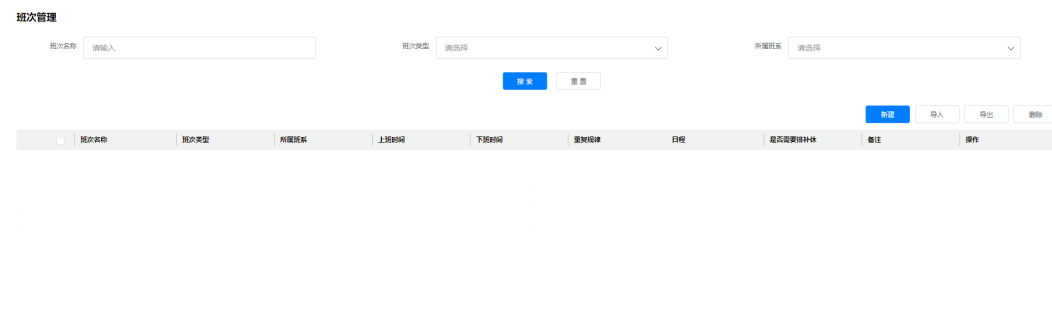 班次管理
班次名称 请输入 班次类型 请选择 所属班系 请选择
搜 索 重 置
新建 导入 导出 删除
班次名称 班次类型 所属班系 上班时间 下班时间 重复规律 日程 是否需要排补休 备注 操作